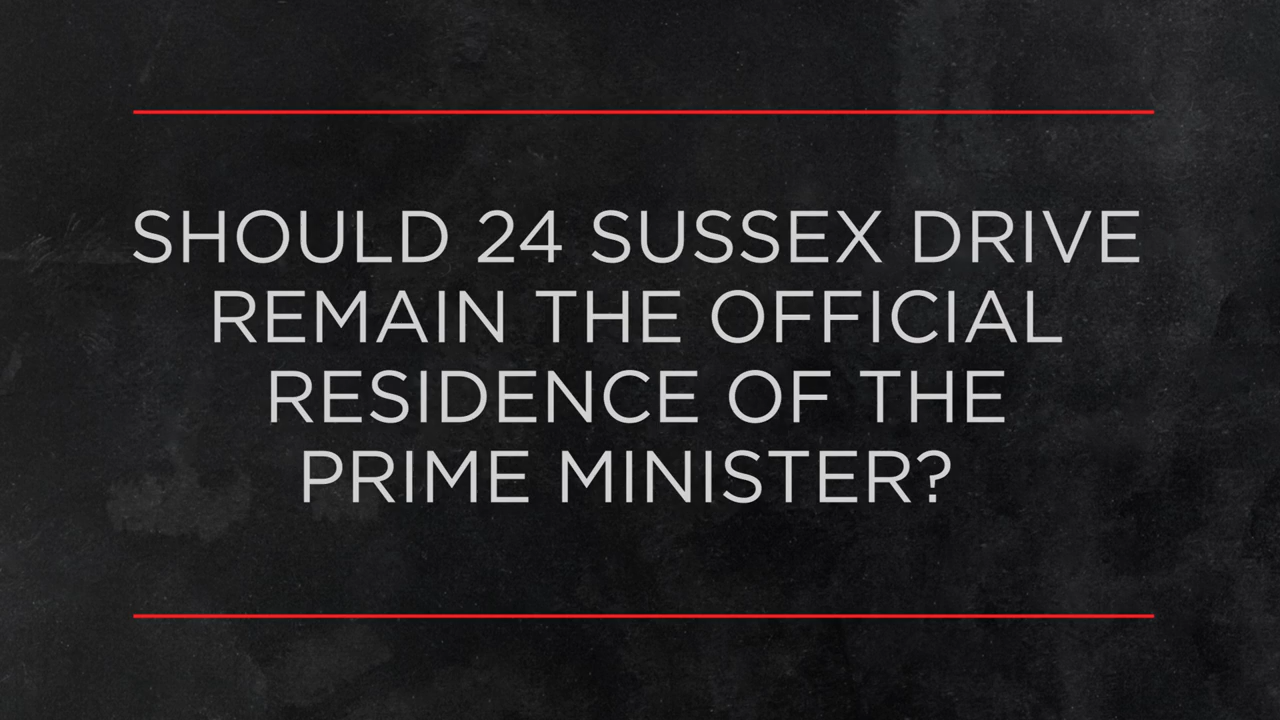 SHOULD 24 SUSSEX DRIVE
REMAIN THE OFFICIAL
RESIDENCE OF THE
PRIME MINISTER?